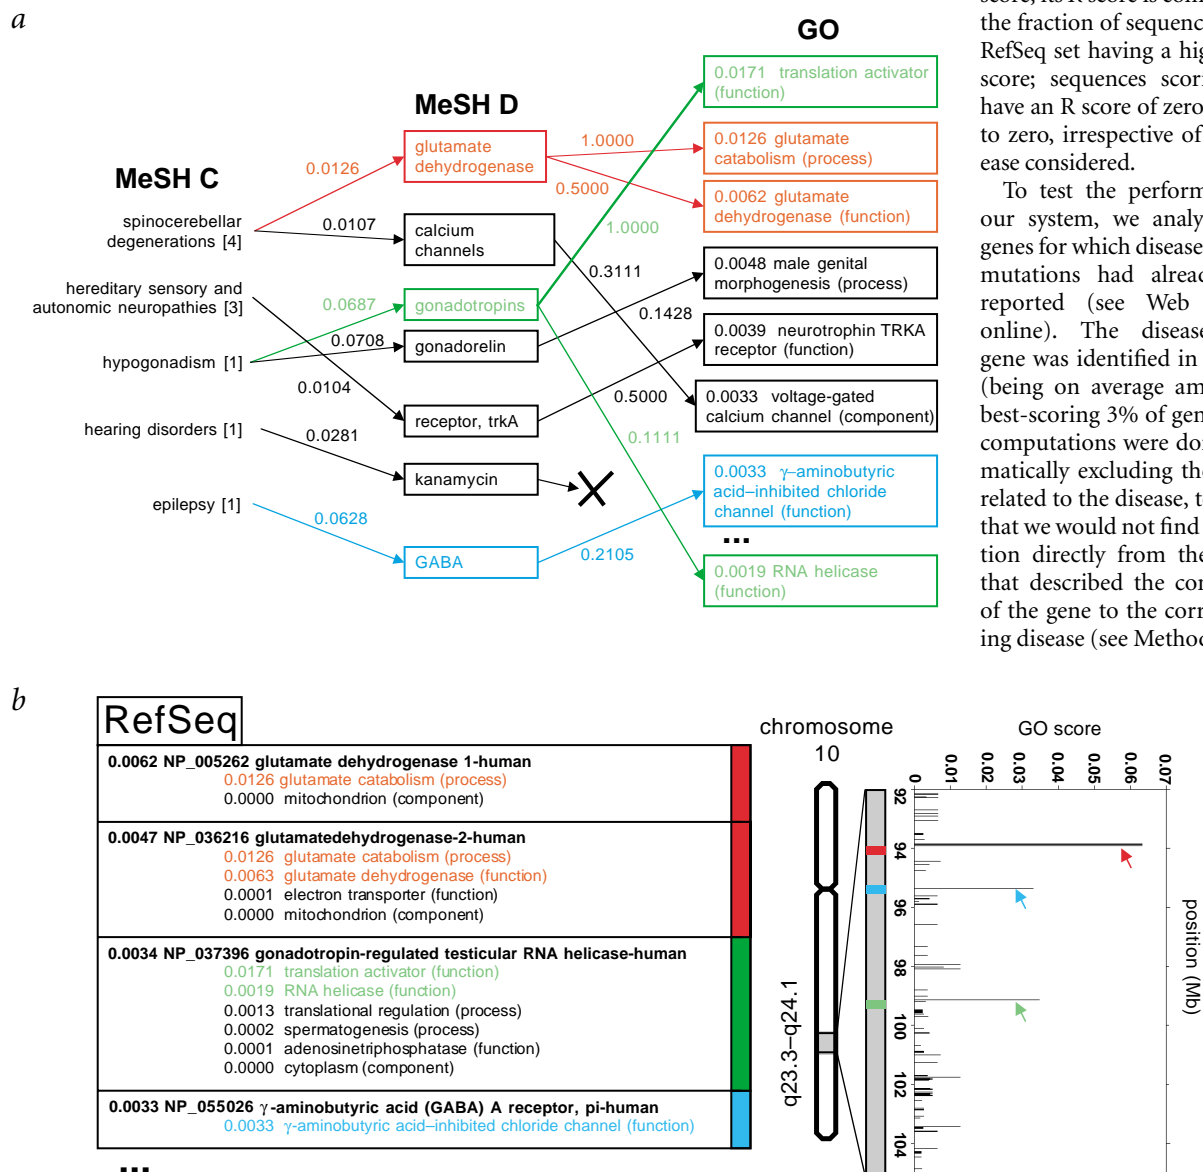 a
MeSH C
spinocerebellar
degenerations [4]
hereditary sensory and
autonomic neuropathies [3]
hypogonadism [1]
hearing disorders [1]
epilepsy [1]
0.0126
0.0107
0.0687
0.0708
0.0104
0.0281
0.0628
MeSH D
glutamate
dehydrogenase
calcium
channels
gonadotropins
gonadorelin
receptor, trkA
kanamycin
GABA
1.0000
0.5000
1.0000
0.3111
0.1428
0.5000
0.1111
0.2105
GO
0.0171 translation activator
(function)
0.0126 glutamate
catabolism (process)
0.0062 glutamate
dehydrogenase (function)
0.0048 male genital
morphogenesis (process)
0.0039 neurotrophin TRKA
receptor (function)
0.0033 voltage-gated
calcium channel (component)
0.0033 γ–aminobutyric
acid–inhibited chloride
channel (function)
...
0.0019 RNA helicase
(function)
the fraction of sequenc
RefSeq set having a hig
score; sequences scori
have an R score of zero
to zero, irrespective of
ease considered.
To test the perform
our system, we analy
genes for which disease
mutations had alread
reported (see Web
online). The disease
gene was identified in
(being on average am
best-scoring 3% of gen
computations were don
matically excluding the
related to the disease, to
that we would not find
tion directly from the
that described the con
of the gene to the corr
ing disease (see Method
b
RefSeq
0.0062 NP_005262 glutamate dehydrogenase 1-human
0.0126 glutamate catabolism (process)
0.0000 mitochondrion (component)
0.0047 NP_036216 glutamatedehydrogenase-2-human
0.0126 glutamate catabolism (process)
0.0063 glutamate dehydrogenase (function)
0.0001 electron transporter (function)
0.0000 mitochondrion (component)
0.0034 NP_037396 gonadotropin-regulated testicular RNA helicase-human
0.0171 translation activator (function)
0.0019 RNA helicase (function)
0.0013 translational regulation (process)
0.0002 spermatogenesis (process)
0.0001 adenosinetriphosphatase (function)
0.0000 cytoplasm (component)
0.0033 NP_055026 γ-aminobutyric acid (GABA) A receptor, pi-human
0.0033 γ-aminobutyric acid–inhibited chloride channel (function)
...
chromosome
10
q23.3–q24.1
GO score
0
0.01
0.02
0.03
0.04
0.05
0.06
0.07
92
94
96
98
100
102
104
position (Mb)